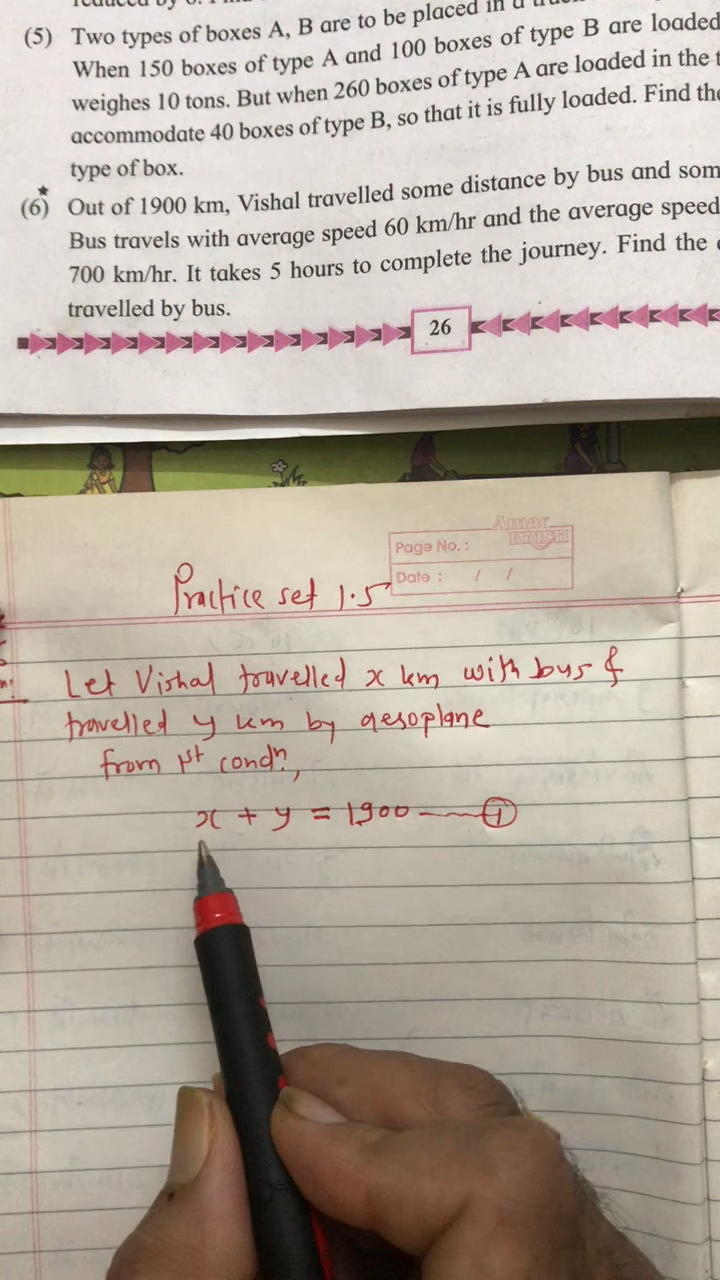 (5) Two types of boxes A, B are to be placed in a
When 150 boxes of type A and 100 boxes of type B are loaded
weighes 10 tons. But when 260 boxes of type A are loaded in the
accommodate 40 boxes of type B, so that it is fully loaded. Find the
type of box.
★
(6) Out of 1900 km, Vishal travelled some distance by bus and som
Bus travels with average speed 60 km/hr and the average speed
700 km/hr. It takes 5 hours to complete the journey. Find the
travelled by bus.
26
Amar
Page No. :
Date : / /
Practice set 1.5
Let Vishal travelled x km with bus &
travelled y km by aesoplane
from 1st condn,
x + y = 1900 — ①